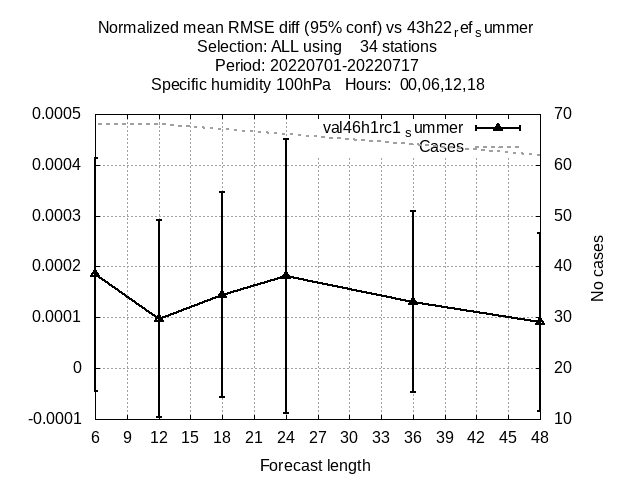 Normalized mean RMSE diff (95% conf) vs 43h22refsummer
Selection: ALL using 34 stations
Period: 20220701-20220717
Specific humidity 100hPa Hours: 00,06,12,18
val46h1rc1summer
Cases
0.0005
0.0004
0.0003
0.0002
0.0001
0
-0.0001
70
60
50
40
30
20
10
No cases
6 9 12 15 18 21 24 27 30 33 36 39 42 45 48
Forecast length